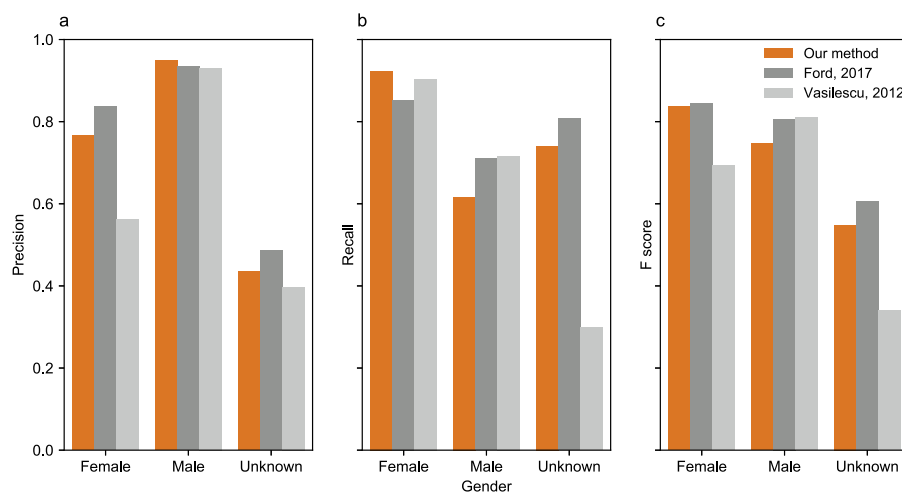 a
b
c
1.0
0.8
0.6
0.4
0.2
0.0
Precision
Recall
F score
Our method
Ford, 2017
Vasilescu, 2012
Female
Male
Unknown
Female
Male
Unknown
Female
Male
Unknown
Gender